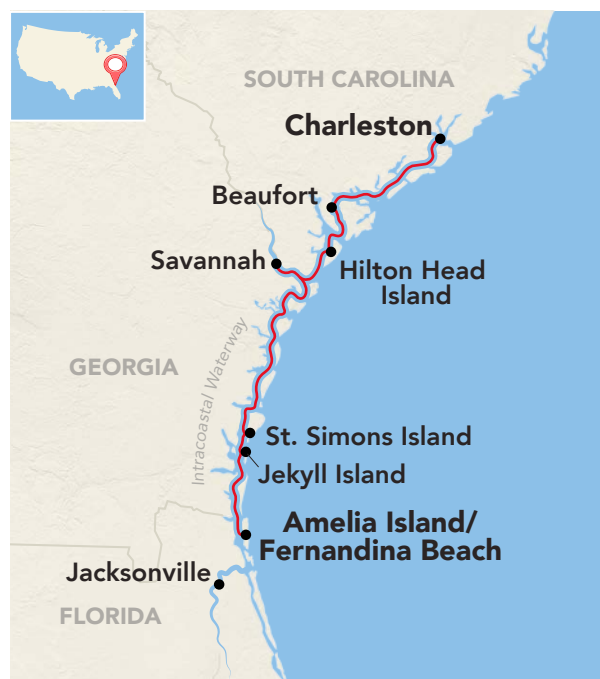 SOUTH CAROLINA
Charleston
Beaufort
Savannah
Hilton Head
Island
GEORGIA
Intracoastal Waterway
St. Simons Island
Jekyll Island
Amelia Island/
Fernandina Beach
Jacksonville
FLORIDA